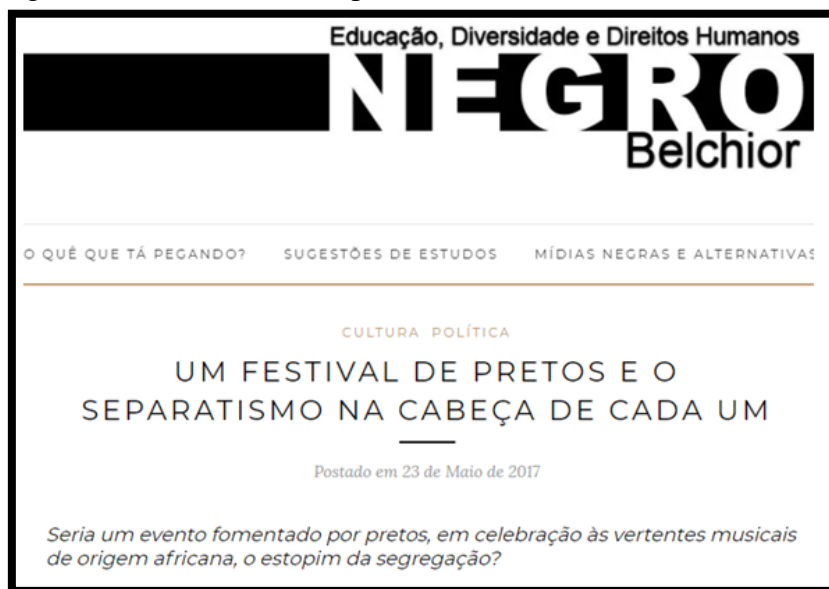 Educação, Diversidade e Direitos Humanos
NEGRO
Belchior
O QUÊ QUE TÁ PEGANDO? SUGESTÕES DE ESTUDOS MÍDIAS NEGRAS E ALTERNATIVAS
CULTURA POLÍTICA
UM FESTIVAL DE PRETOS E O
SEPARATISMO NA CABEÇA DE CADA UM
Postado em 23 de Maio de 2017
Seria um evento fomentado por pretos, em celebração às vertentes musicais
de origem africana, o estopim da segregação?